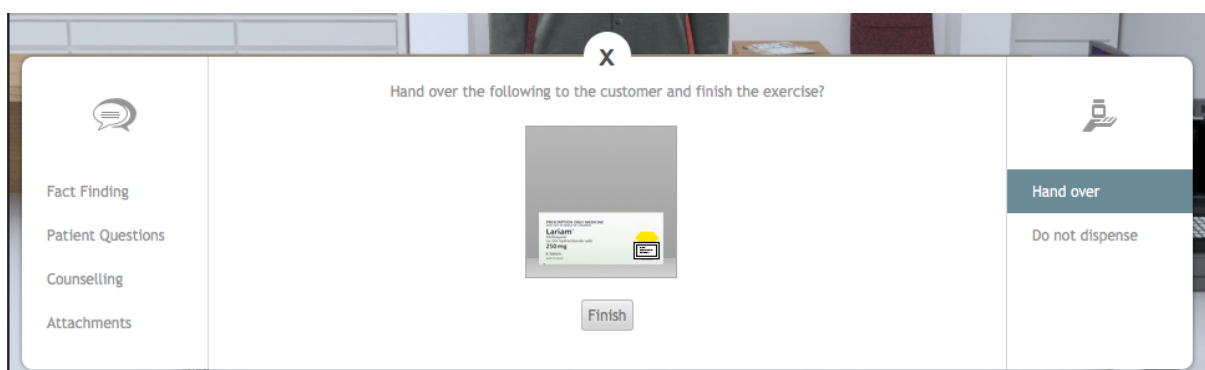 X
Hand over the following to the customer and finish the exercise?
Fact Finding
Patient Questions
Counselling
Attachments
PRESCRIPTION ONLY MEDICINE
Lariam
250 mg
Finish
Hand over
Do not dispense